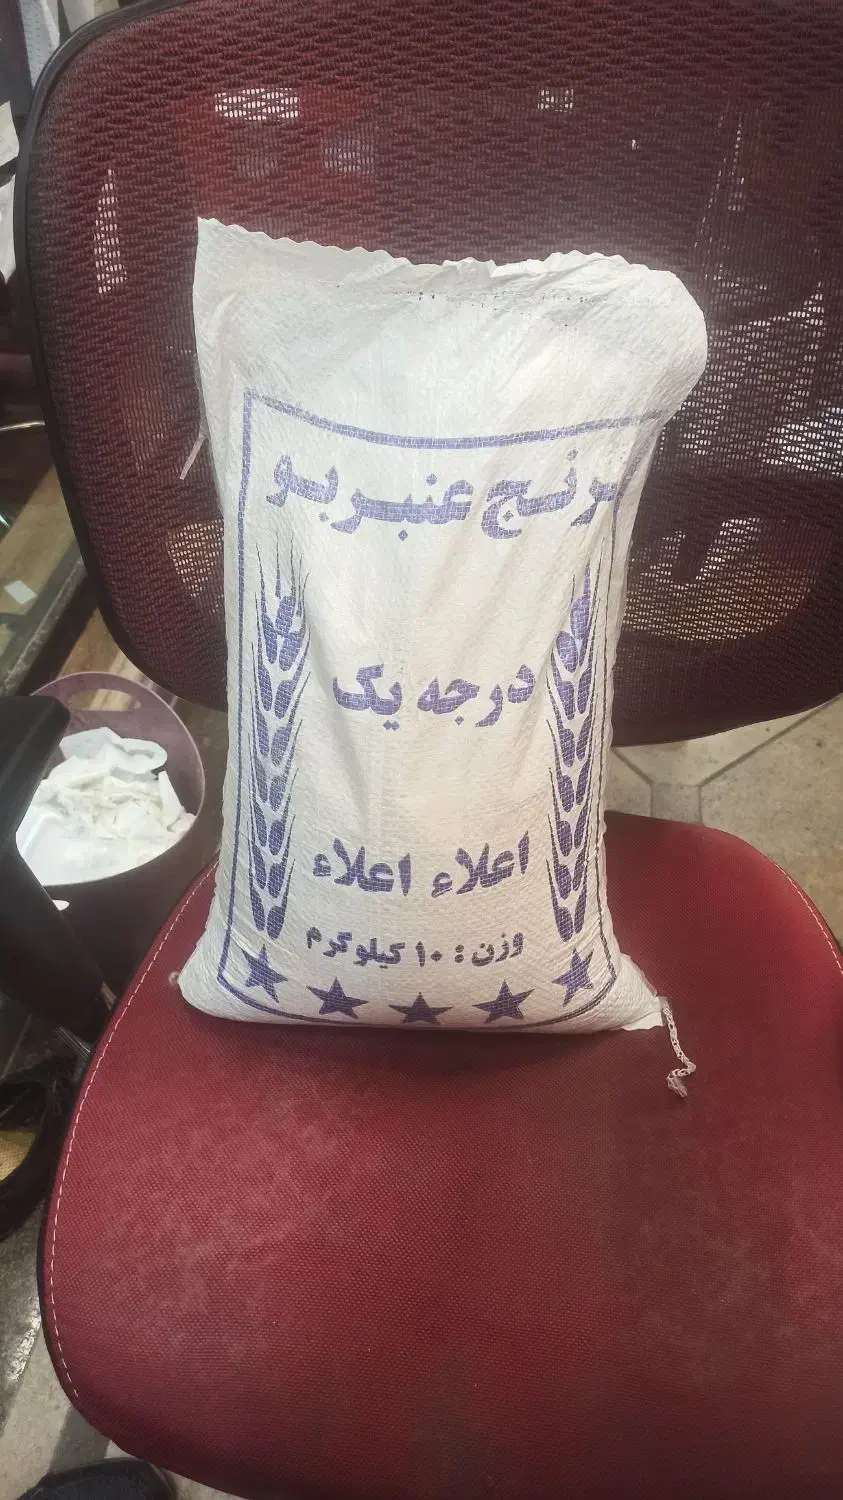 برنج عنبربو
درجه یک
اعلاء اعلاء
وزن : ۱۰ کیلوگرم